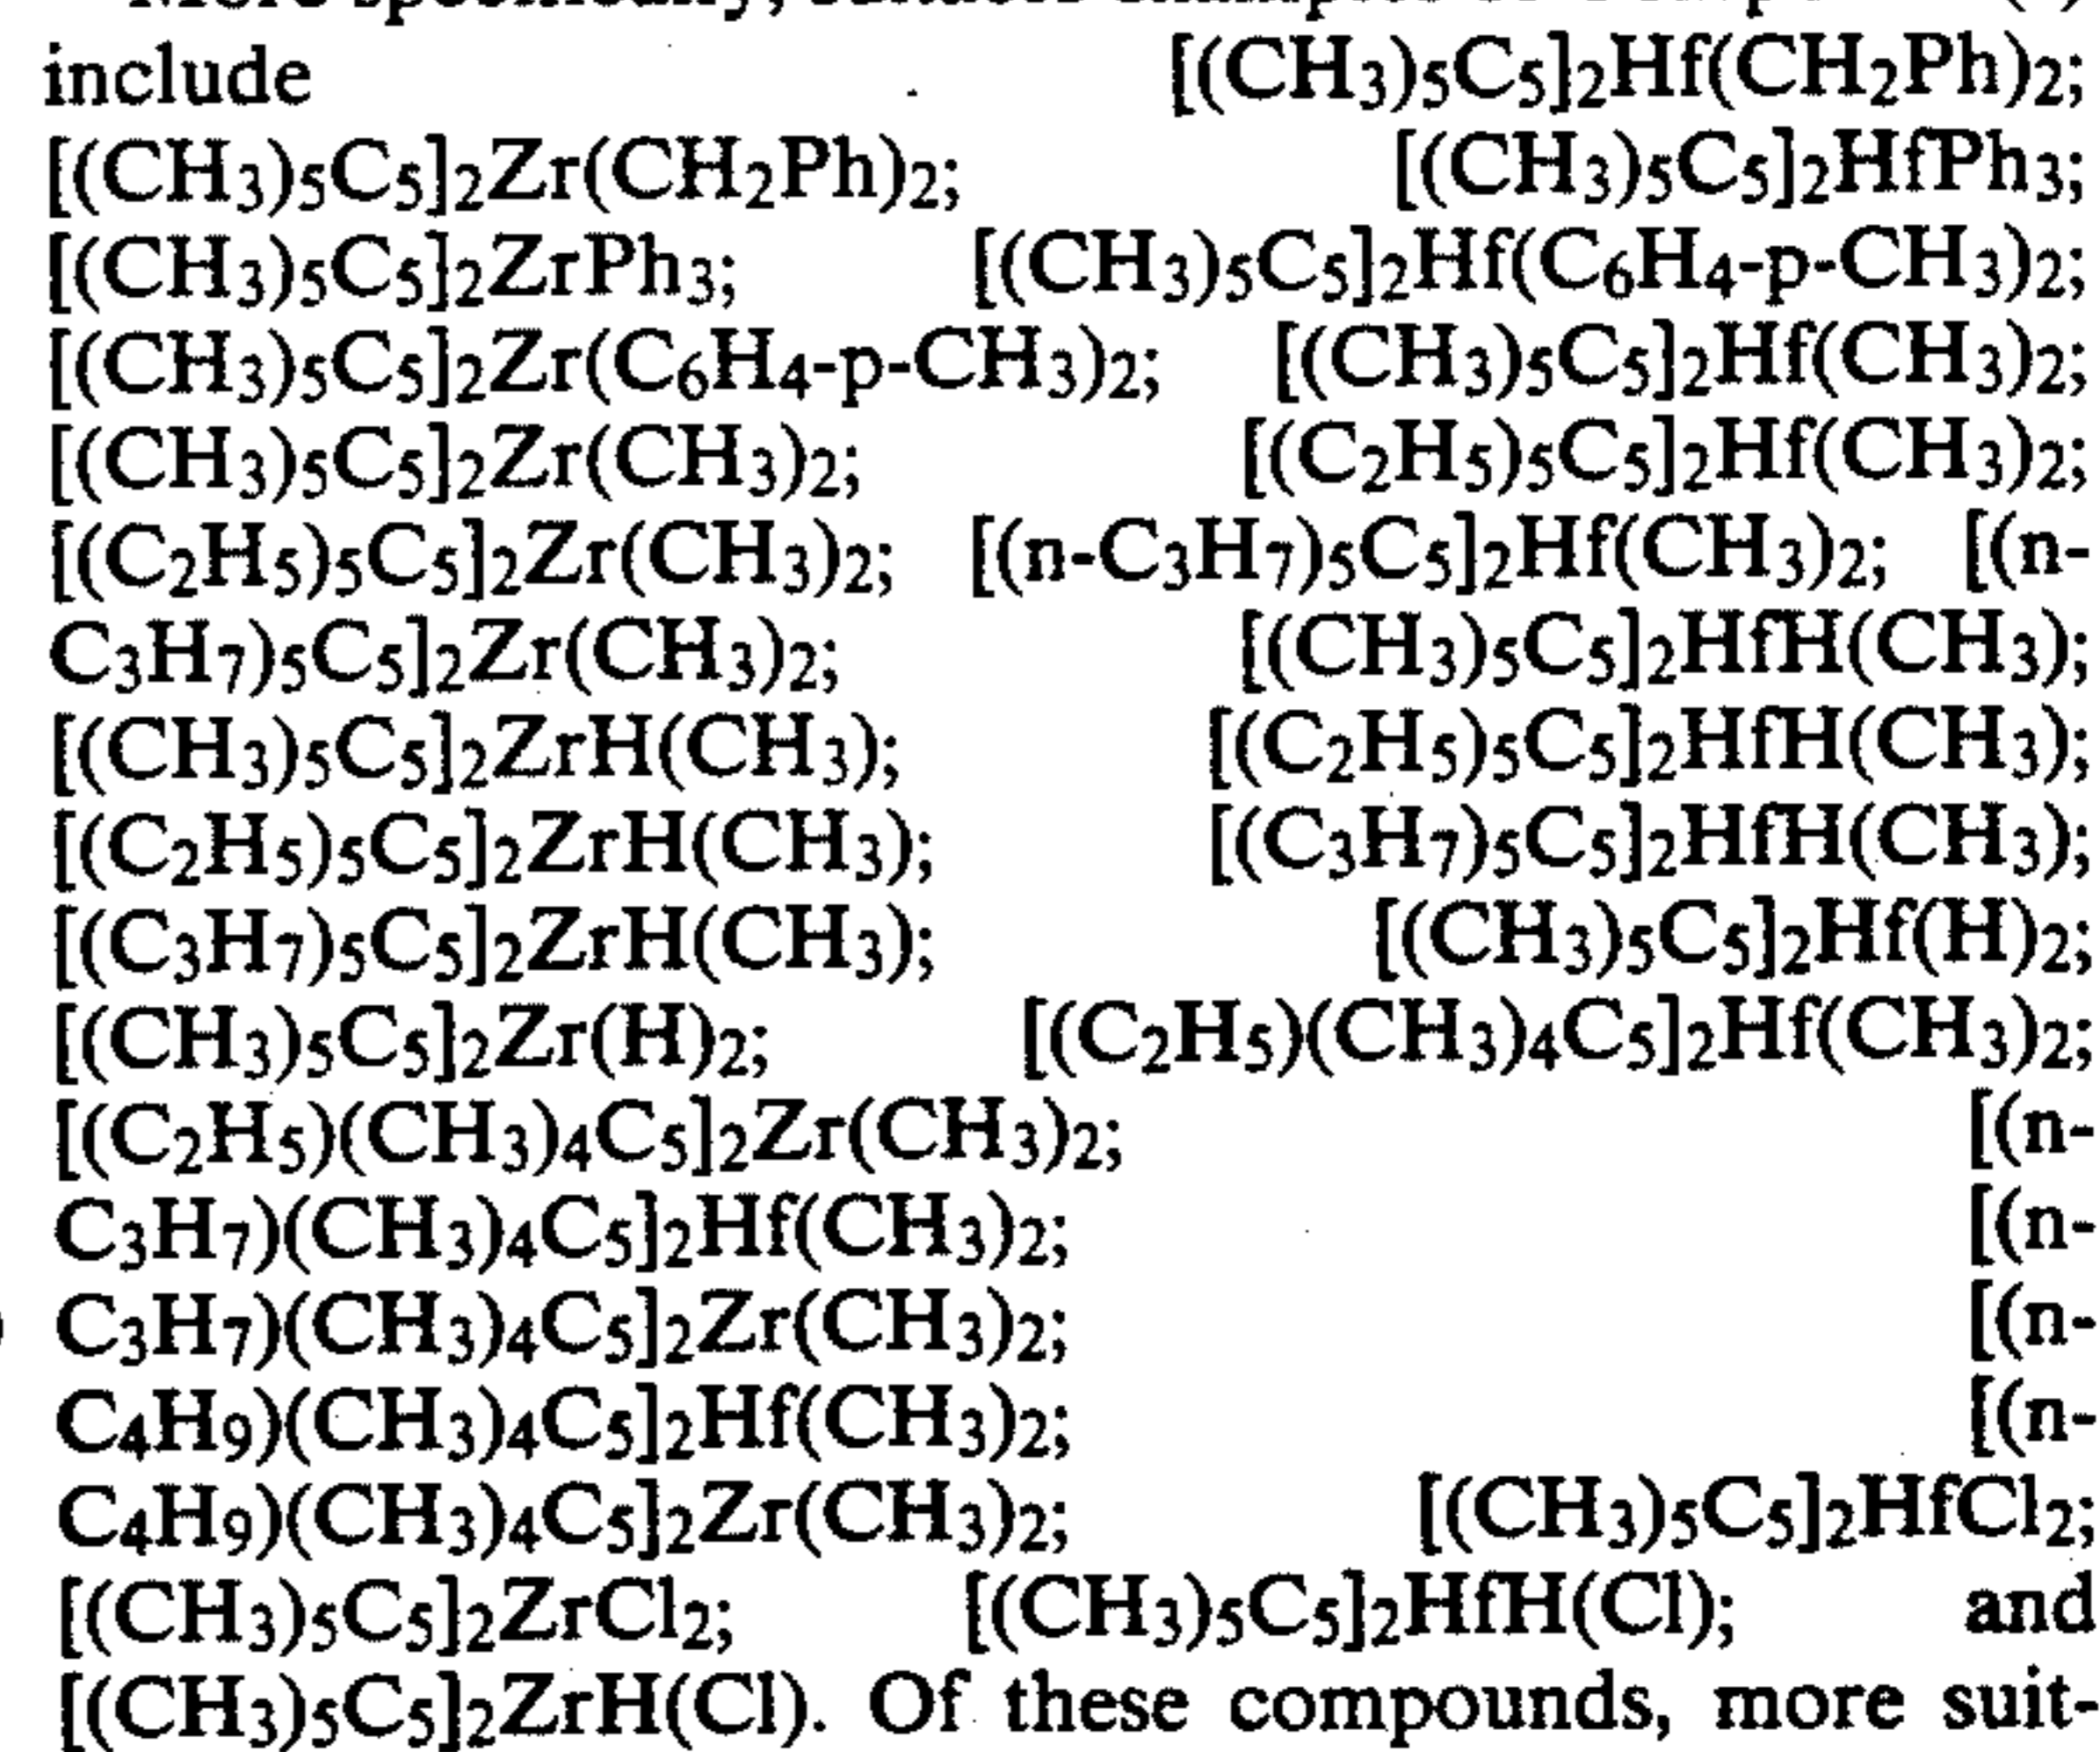 More specifically,
include [(CH3)5C5]2Hf(CH2Ph)2;
[(CH3)5C5]2Zr(CH2Ph)2; [(CH3)5C5]2HfPh3;
[(CH3)5C5]2ZrPh3; [(CH3)5C5]2Hf(C6H4-p-CH3)2;
[(CH3)5C5]2Zr(C6H4-p-CH3)2; [(CH3)5C5]2Hf(CH3)2;
[(CH3)5C5]2Zr(CH3)2; [(C2H5)5C5]2Hf(CH3)2;
[(C2H5)5C5]2Zr(CH3)2; [(n-C3H7)5C5]2Hf(CH3)2; [(n-
C3H7)5C5]2Zr(CH3)2; [(CH3)5C5]2HfH(CH3);
[(CH3)5C5]2ZrH(CH3); [(C2H5)5C5]2HfH(CH3);
[(C2H5)5C5]2ZrH(CH3); [(C3H7)5C5]2HfH(CH3);
[(C3H7)5C5]2ZrH(CH3); [(CH3)5C5]2Hf(H)2;
[(CH3)5C5]2Zr(H)2; [(C2H5)(CH3)4C5]2Hf(CH3)2;
[(C2H5)(CH3)4C5]2Zr(CH3)2; [(n-
C3H7)(CH3)4C5]2Hf(CH3)2; [(n-
C3H7)(CH3)4C5]2Zr(CH3)2; [(n-
C4H9)(CH3)4C5]2Hf(CH3)2; [(n-
C4H9)(CH3)4C5]2Zr(CH3)2; [(CH3)5C5]2HfCl2;
[(CH3)5C5]2ZrCl2; [(CH3)5C5]2HfH(Cl); and
[(CH3)5C5]2ZrH(Cl). Of these compounds, more suit-